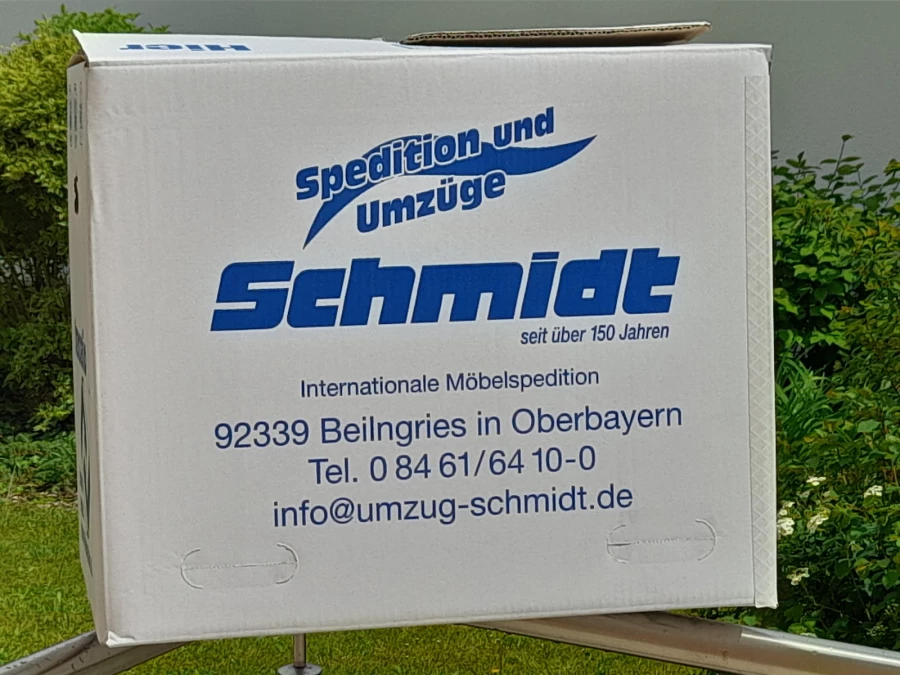 Hier
Spedition und
Umzüge
Schmidt
seit über 150 Jahren
Internationale Möbelspedition
92339 Beilngries in Oberbayern
Tel. 0 84 61/64 10-0
info@umzug-schmidt.de